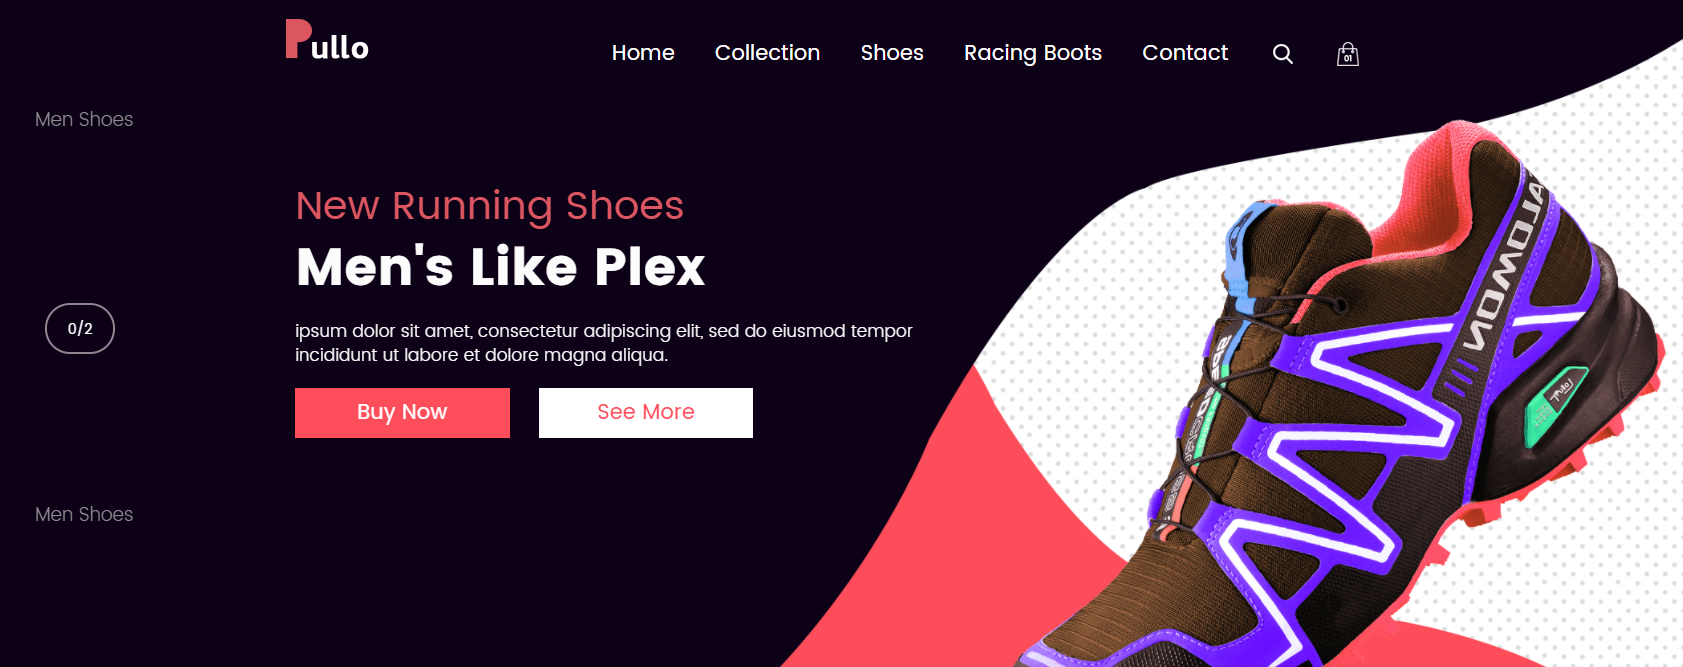 Pullo
Home Collection Shoes Racing Boots Contact
01
Men Shoes
New Running Shoes
Men's Like Plex
0/2
ipsum dolor sit amet, consectetur adipiscing elit, sed do eiusmod tempor
incididunt ut labore et dolore magna aliqua.
Buy Now
See More
Men Shoes